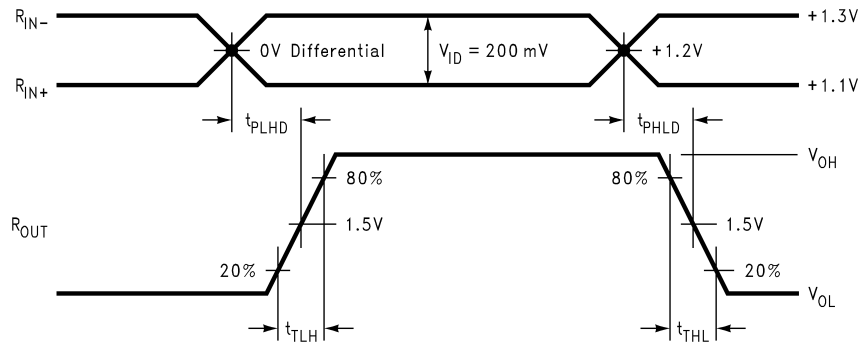 R_IN- 0V Differential V_ID = 200 mV +1.2V +1.3V
R_IN+ +1.1V
t_PLHD t_PHLD
V_OH
80% 80%
R_OUT 1.5V 1.5V
20% 20%
V_OL
t_TLH t_THL